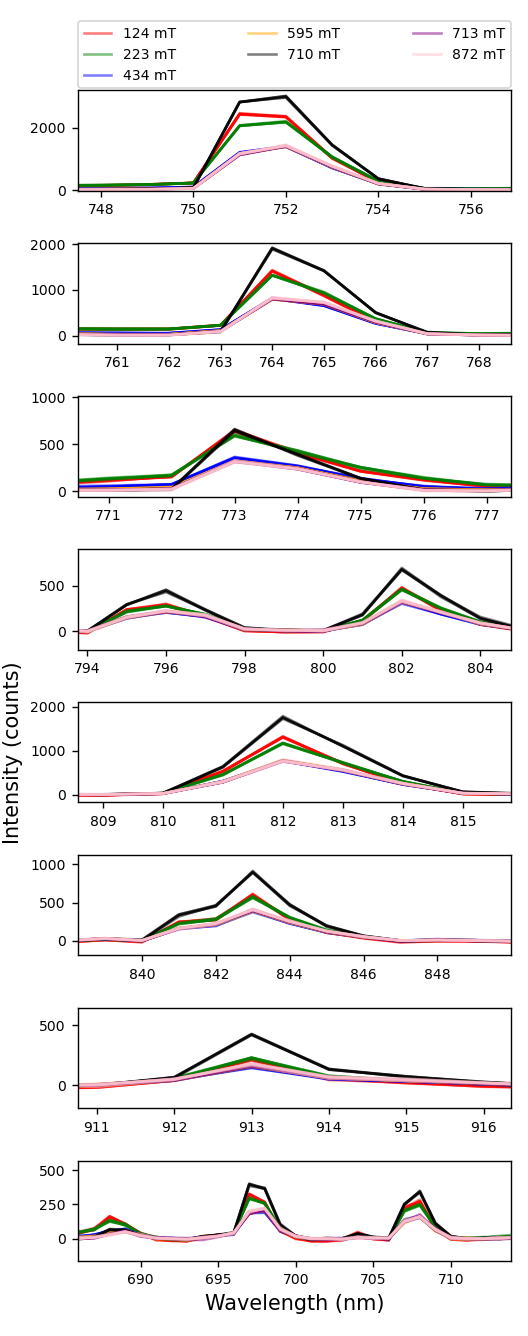 124 mT 595 mT 713 mT
223 mT 710 mT 872 mT
434 mT
2000
0
748 750 752 754 756
2000
1000
0
761 762 763 764 765 766 767 768
1000
500
0
771 772 773 774 775 776 777
500
0
794 796 798 800 802 804
2000
1000
0
809 810 811 812 813 814 815
1000
500
0
840 842 844 846 848
500
0
911 912 913 914 915 916
500
250
0
690 695 700 705 710
Intensity (counts)
Wavelength (nm)